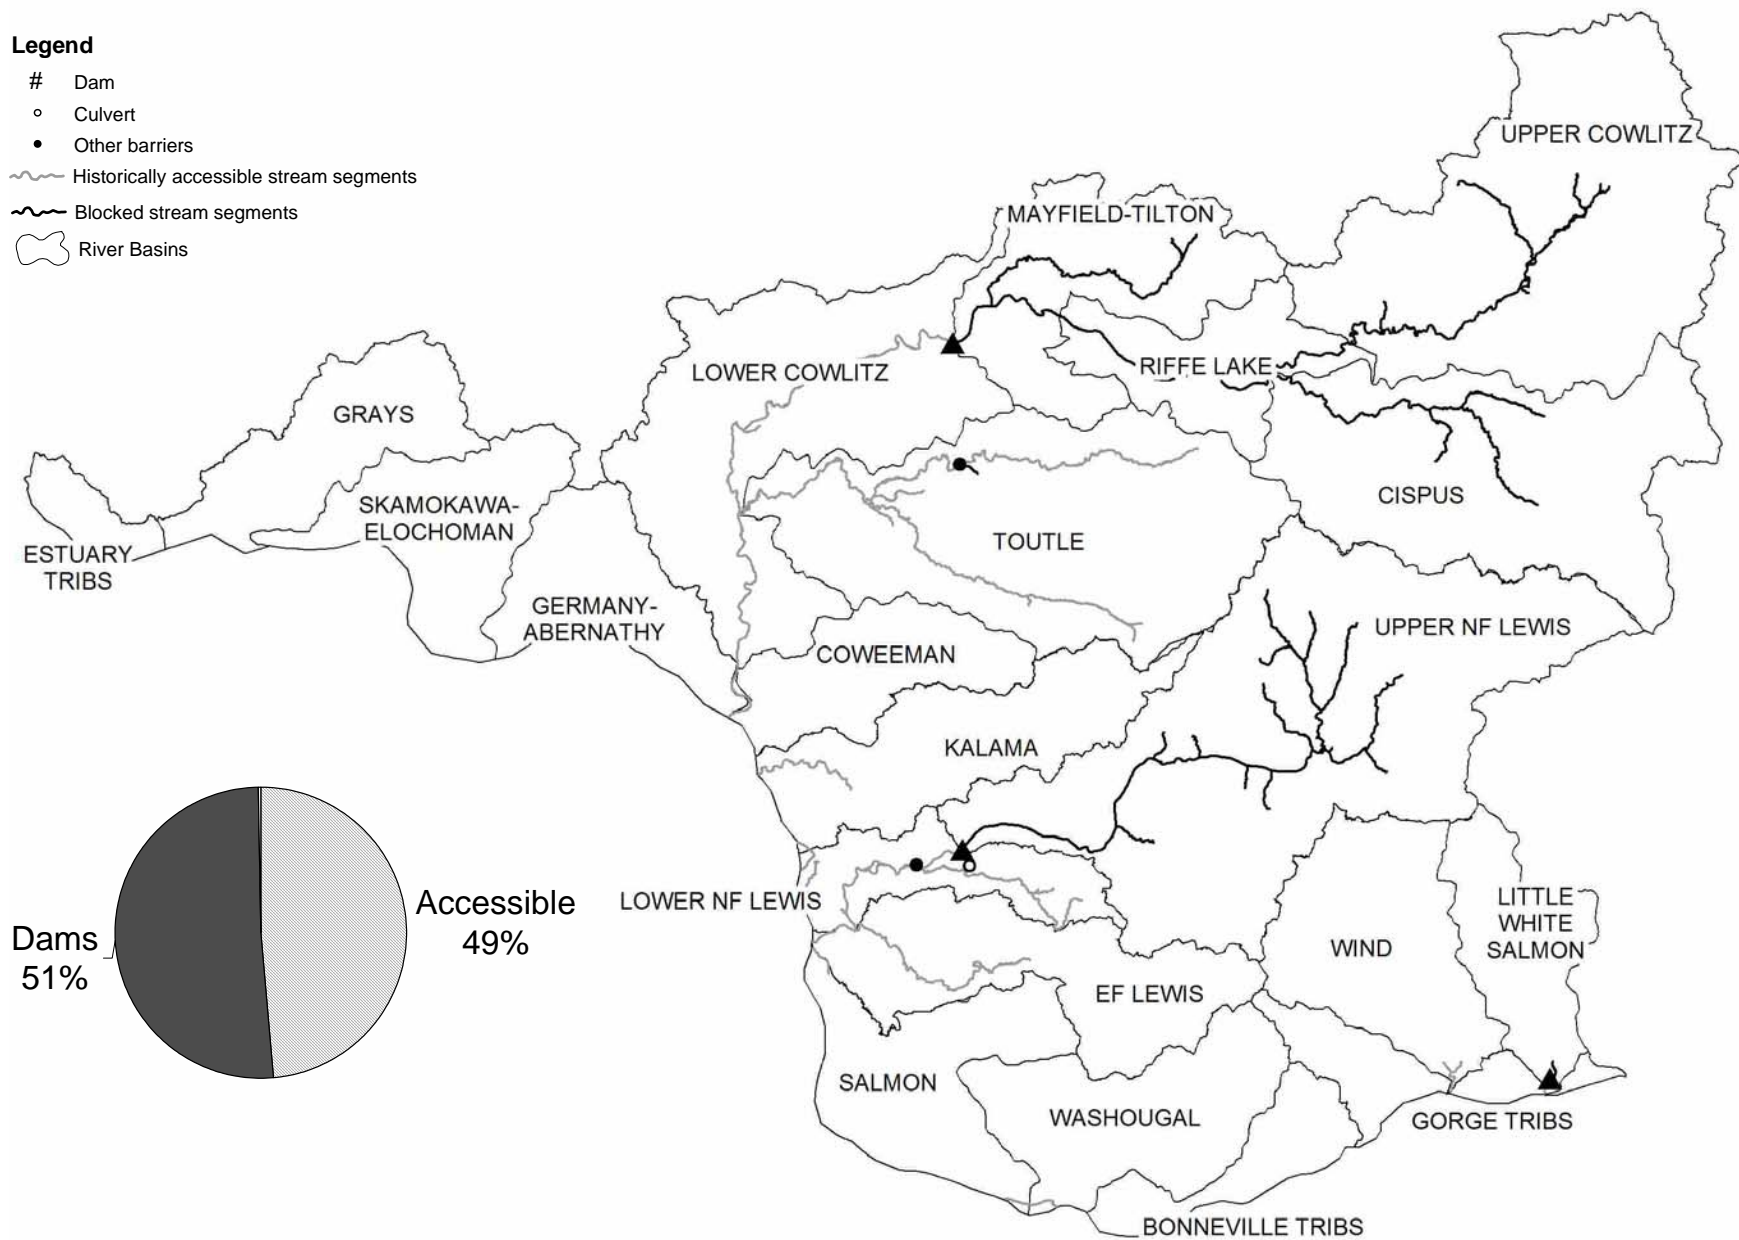 Legend
# Dam
Culvert
Other barriers
Historically accessible stream segments
Blocked stream segments
River Basins
UPPER COWLITZ
MAYFIELD-TILTON
RIFFE LAKE
LOWER COWLITZ
GRAYS
SKAMOKAWA-
ELOCHOMAN
CISPUS
ESTUARY
TRIBS
TOUTLE
GERMANY-
ABERNATHY
UPPER NF LEWIS
COWEEMAN
KALAMA
LOWER NF LEWIS
Accessible
49%
Dams
51%
LITTLE
WHITE
SALMON
WIND
EF LEWIS
SALMON
WASHOUGAL
GORGE TRIBS
BONNEVILLE TRIBS